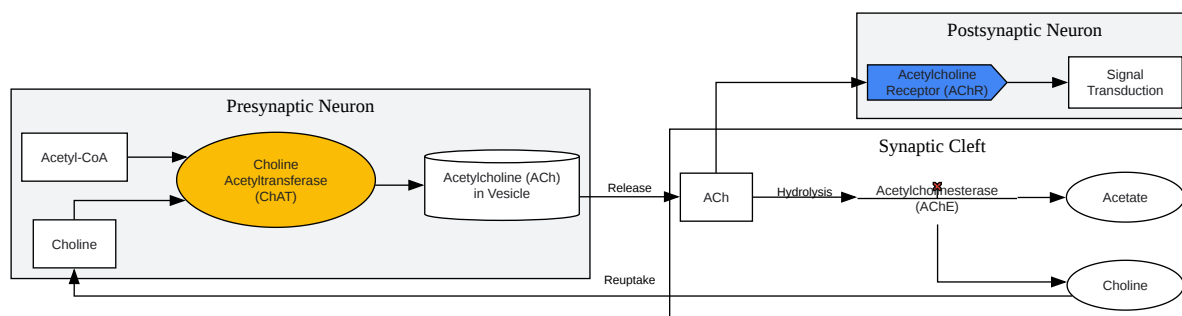 Postsynaptic Neuron
Acetylcholine
Receptor (AChR)
Signal
Transduction
Presynaptic Neuron
Acetyl-CoA
Choline
Acetyltransferase
(ChAT)
Acetylcholine (ACh)
in Vesicle
Choline
Release
Synaptic Cleft
ACh
Hydrolysis
Acetylcholinesterase
(AChE)
Acetate
Choline
Reuptake